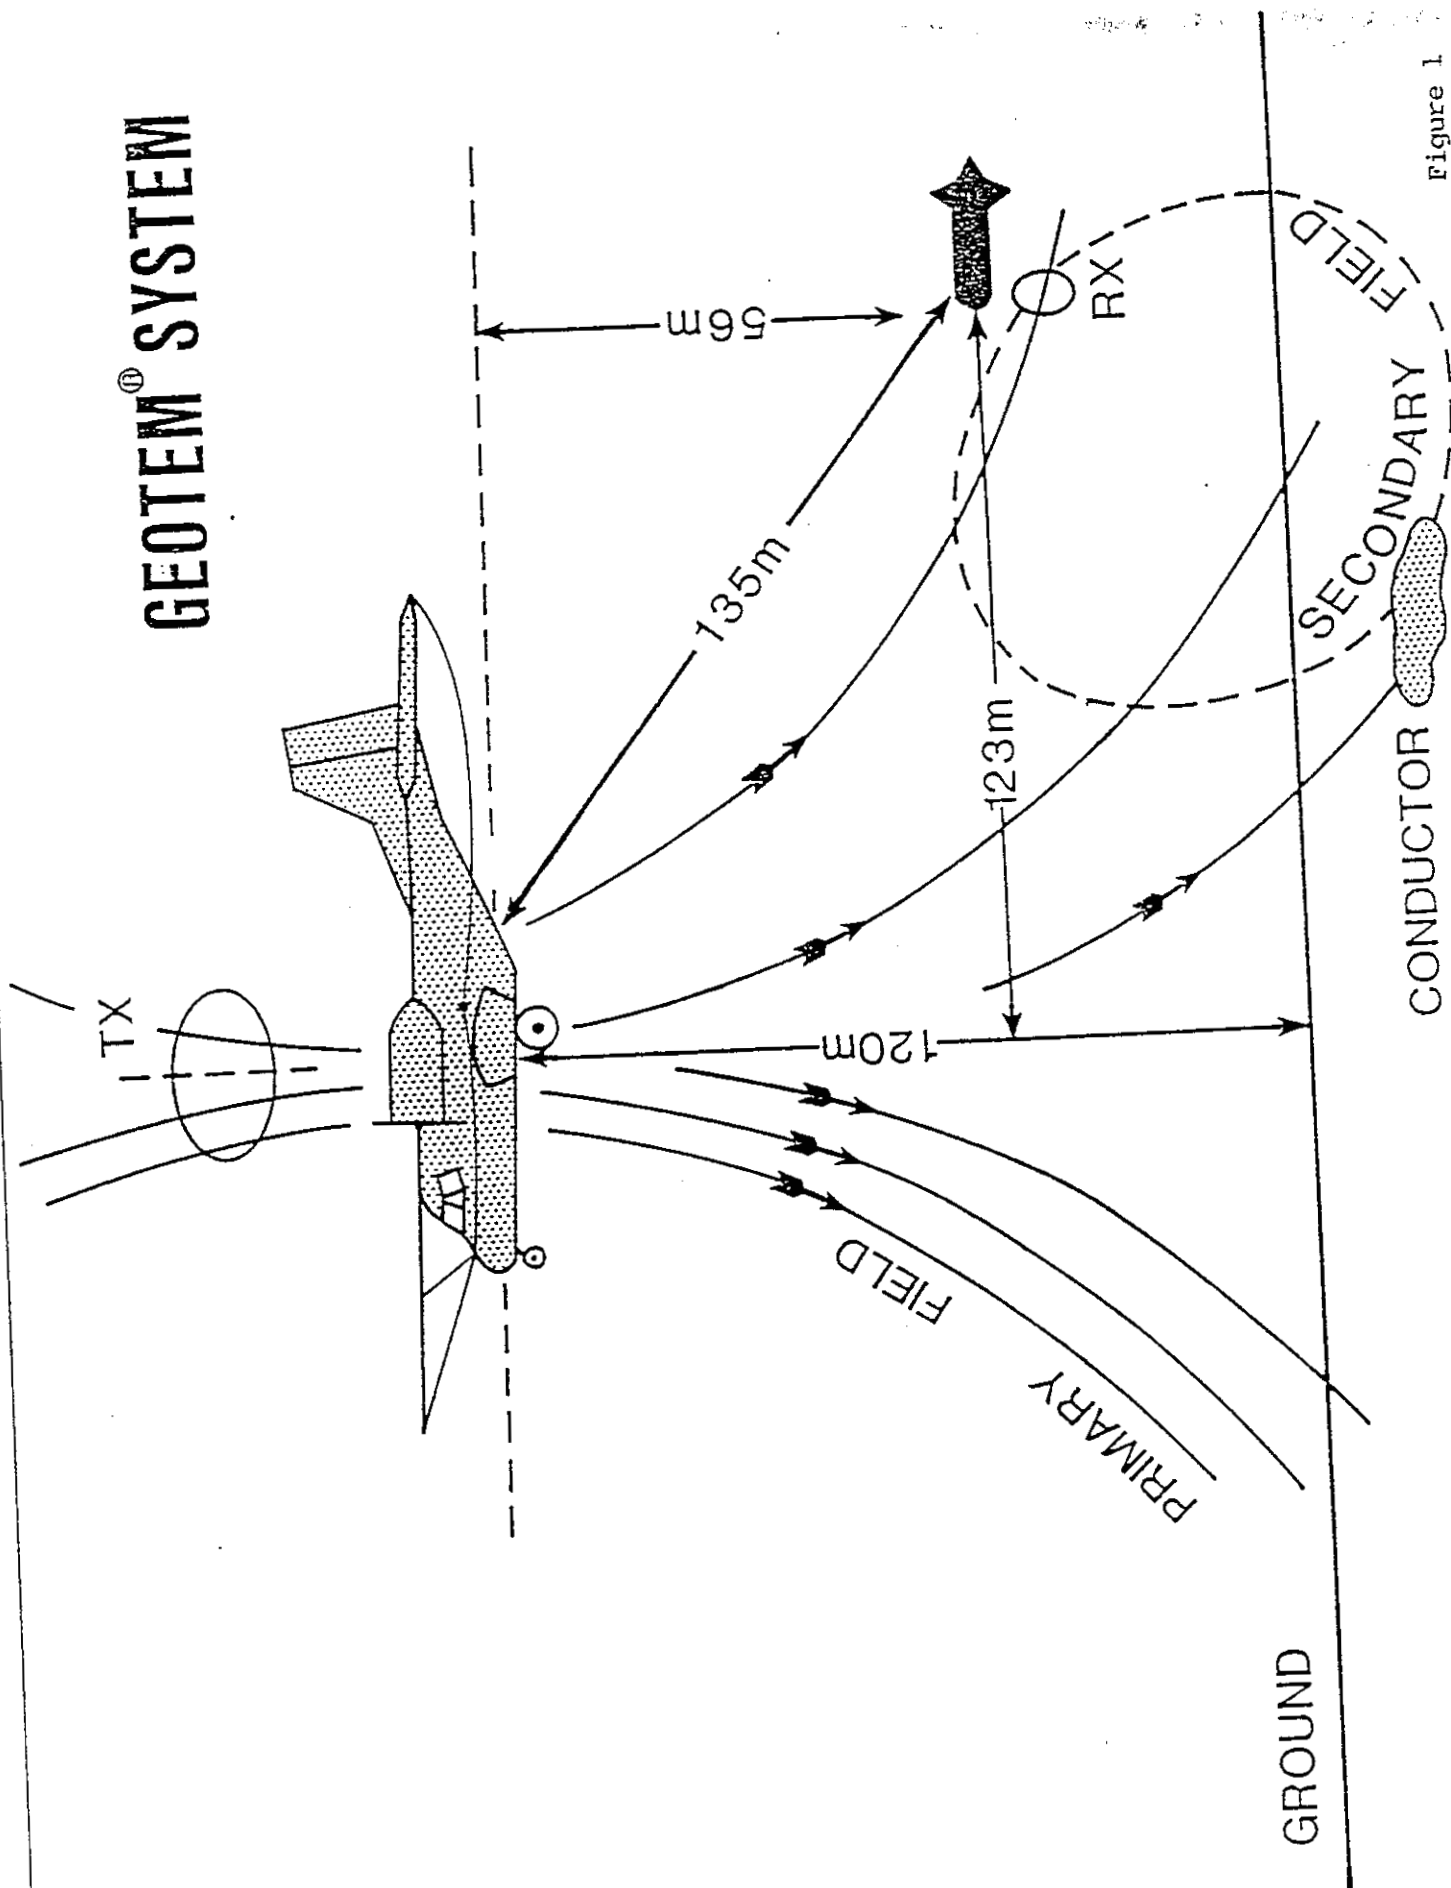 GEOTEM® SYSTEM
TX
56m
135m
RX
123m
120m
PRIMARY FIELD
SECONDARY FIELD
GROUND
CONDUCTOR
Figure 1